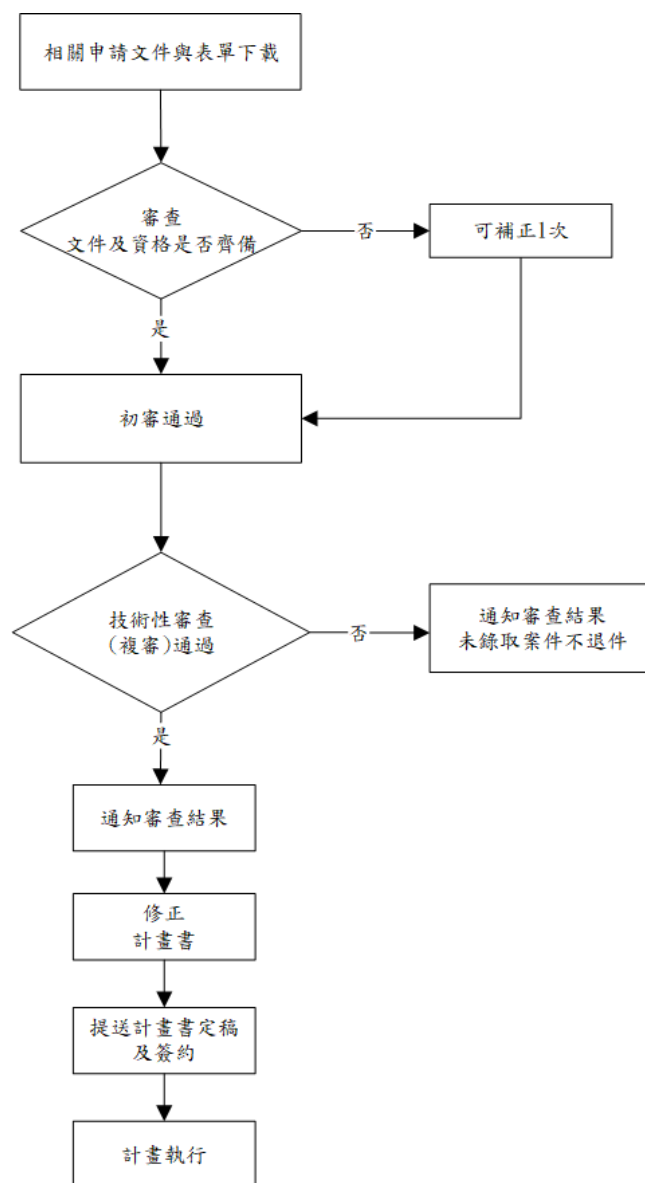 相關申請文件與表單下載
審查
文件及資格是否齊備
否
可補正1次
是
初審通過
技術性審查
(複審)通過
否
通知審查結果
未錄取案件不退件
是
通知審查結果
修正
計畫書
提送計畫書定稿
及簽約
計畫執行